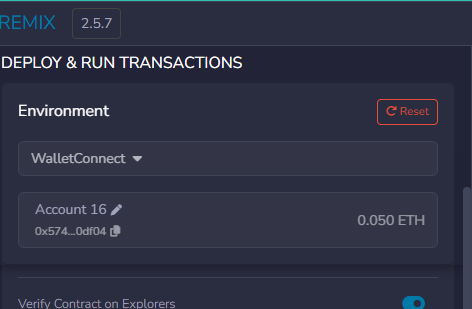 REMIX 2.5.7
DEPLOY & RUN TRANSACTIONS
Environment Reset
WalletConnect
Account 16
0x574...0df04
0.050 ETH
Verify Contract on Explorers